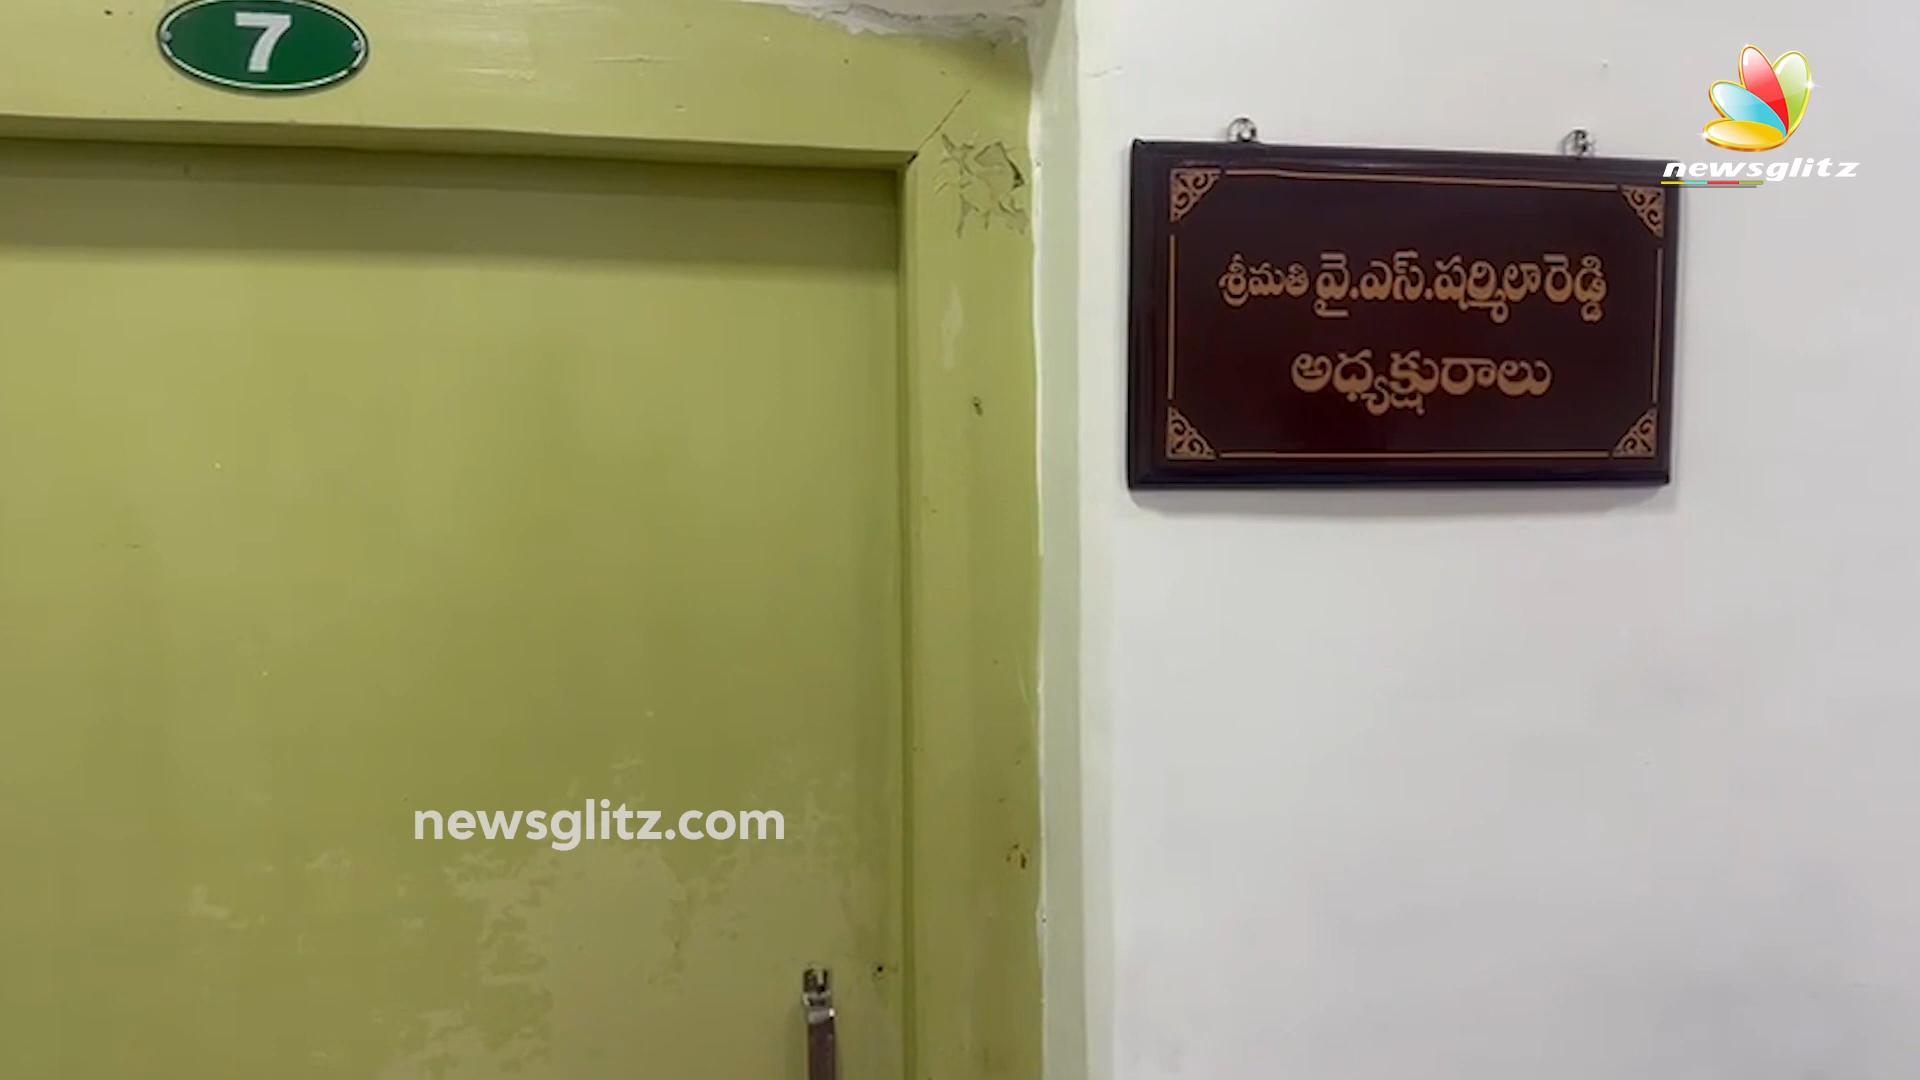 7
newsglitz
శ్రీమతి వై.ఎస్.షర్మిలా రెడ్డి
అధ్యక్షురాలు
newsglitz.com